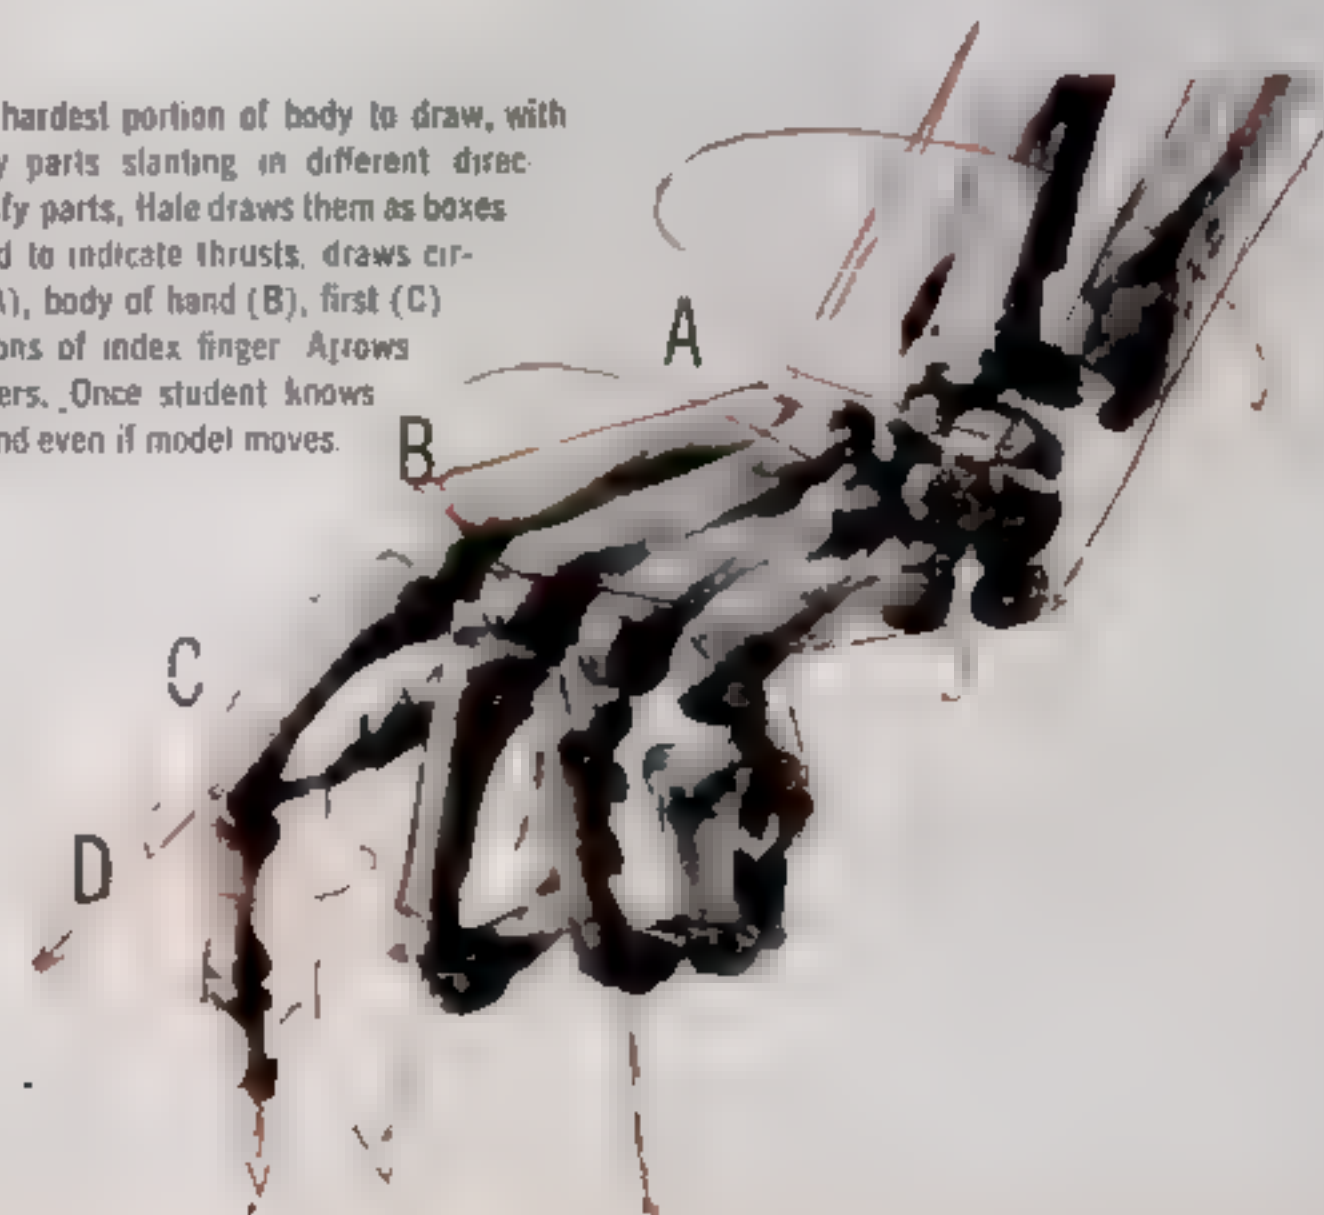 hardest portion of body to draw, with
y parts slanting in different direc-
fy parts, Hale draws them as boxes
d to indicate thrusts, draws cir-
A), body of hand (B), first (C)
ons of index finger Arrows
ers. Once student knows
nd even if model moves.
A
B
C
D